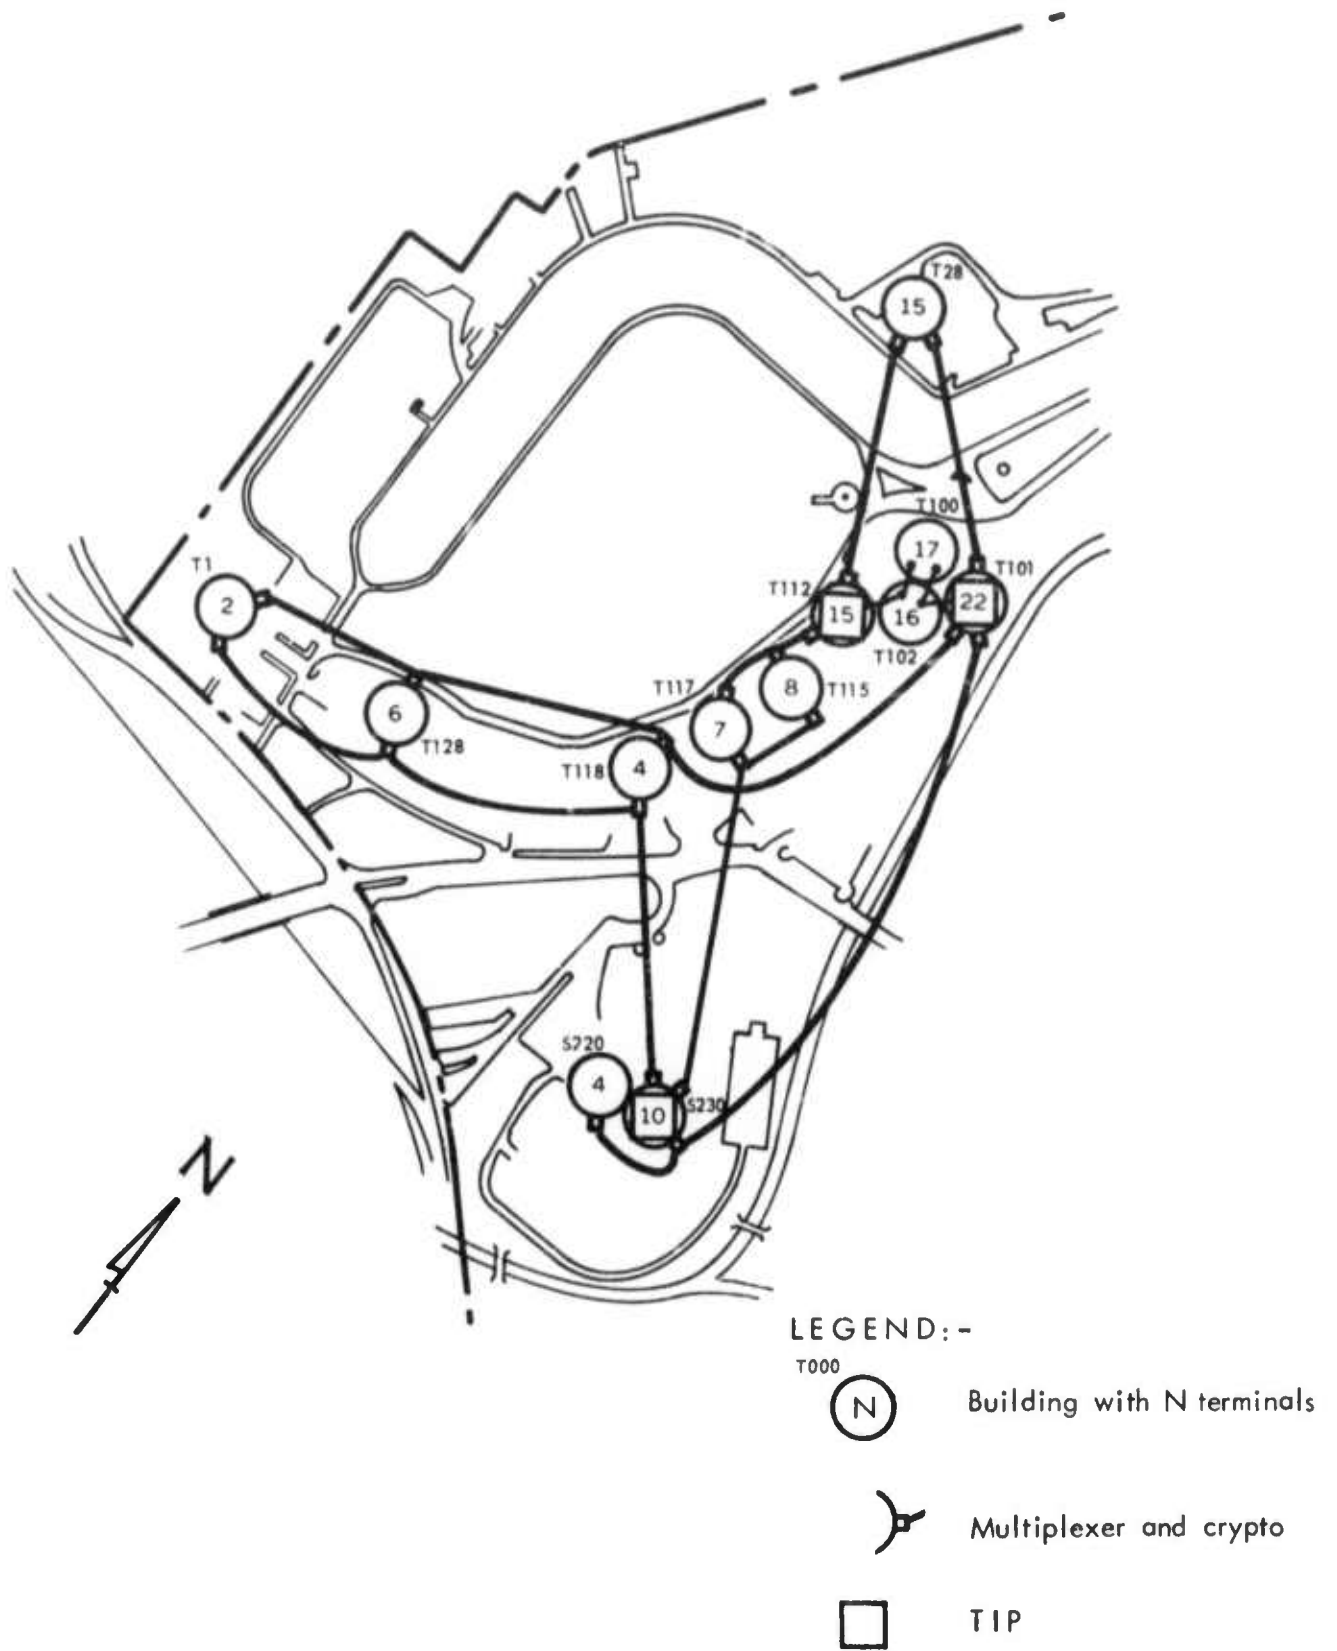 T28
15
T100
17
T1
T101
2
T112
15
16
22
T102
T117
8
T115
6
7
T128
T118
4
S220
4
10
S230
N
LEGEND:-
T000
N Building with N terminals
Multiplexer and crypto
TIP